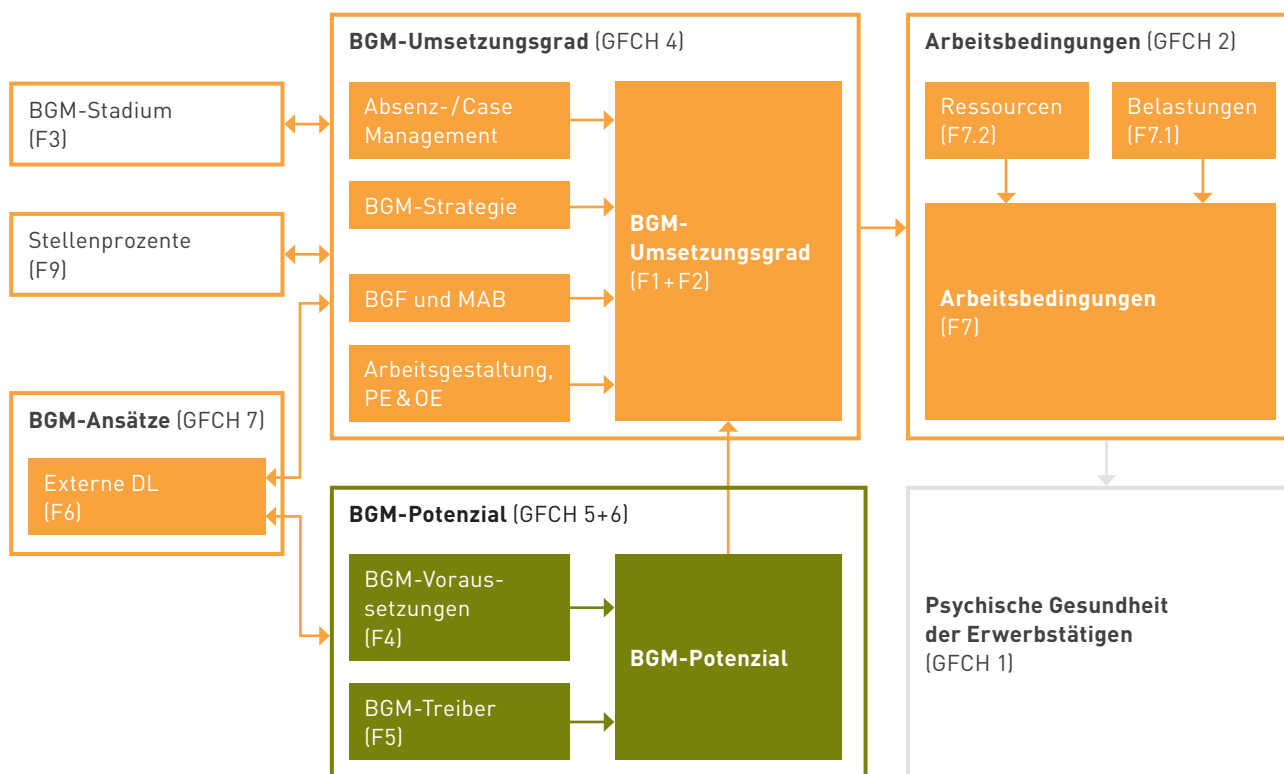 BGM-Stadium
(F3)
Stellenprozente
(F9)
BGM-Ansätze (GFCH 7)
Externe DL
(F6)
BGM-Umsetzungsgrad (GFCH 4)
Absenz-/Case
Management
BGM-Strategie
BGF und MAB
Arbeitsgestaltung,
PE & OE
BGM-
Umsetzungsgrad
(F1+F2)
BGM-Potenzial (GFCH 5+6)
BGM-Voraus-
setzungen
(F4)
BGM-Treiber
(F5)
BGM-Potenzial
Arbeitsbedingungen (GFCH 2)
Ressourcen
(F7.2)
Belastungen
(F7.1)
Arbeitsbedingungen
(F7)
Psychische Gesundheit
der Erwerbstätigen
(GFCH 1)